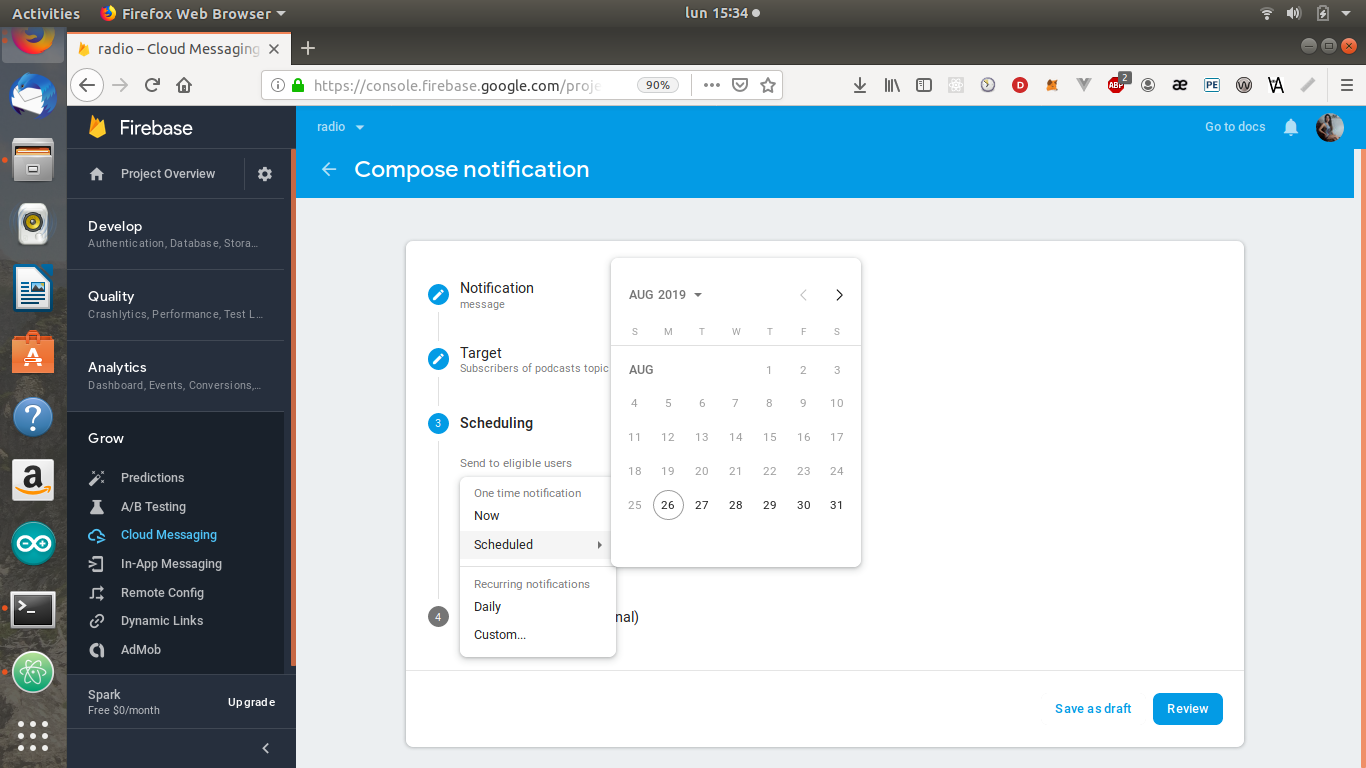 Activities
Firefox Web Browser
lun 15:34
radio – Cloud Messaging
https://console.firebase.google.com/proje
90%
2
ABP
PE
Firebase
radio
Go to docs
Project Overview
Compose notification
Develop
Authentication, Database, Stora…
Quality
Crashlytics, Performance, Test L…
Analytics
Dashboard, Events, Conversions,…
Grow
Predictions
A/B Testing
Cloud Messaging
In-App Messaging
Remote Config
Dynamic Links
AdMob
Spark
Free $0/month
Upgrade
Notification
message
Target
Subscribers of podcasts topic
3
Scheduling
Send to eligible users
One time notification
Now
Scheduled
Recurring notifications
Daily
Custom...
4
nal)
AUG 2019
S M T W T F S
AUG 1 2 3
4 5 6 7 8 9 10
11 12 13 14 15 16 17
18 19 20 21 22 23 24
25 26 27 28 29 30 31
Save as draft
Review